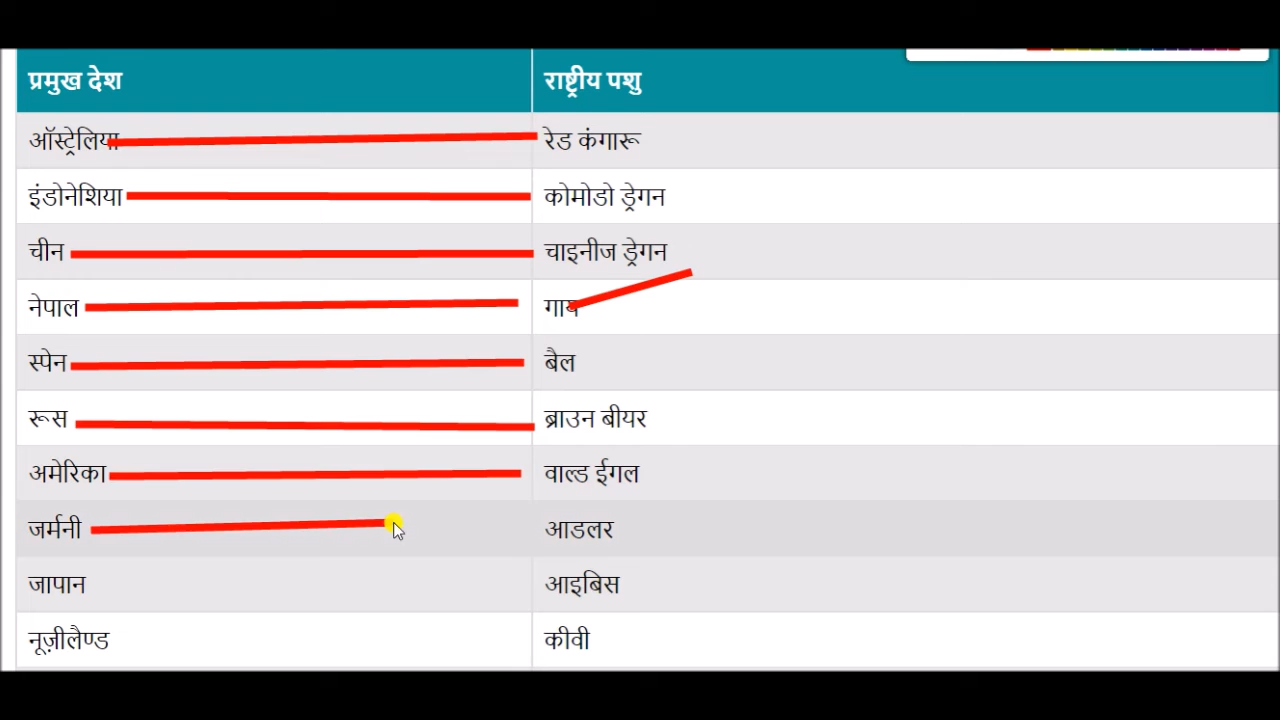 प्रमुख देश राष्ट्रीय पशु
ऑस्ट्रेलिया रेड कंगारू
इंडोनेशिया कोमोडो ड्रेगन
चीन चाइनीज ड्रेगन
नेपाल गाय
स्पेन बैल
रूस ब्राउन बीयर
अमेरिका वाल्ड ईगल
जर्मनी आडलर
जापान आइबिस
नूज़ीलैण्ड कीवी